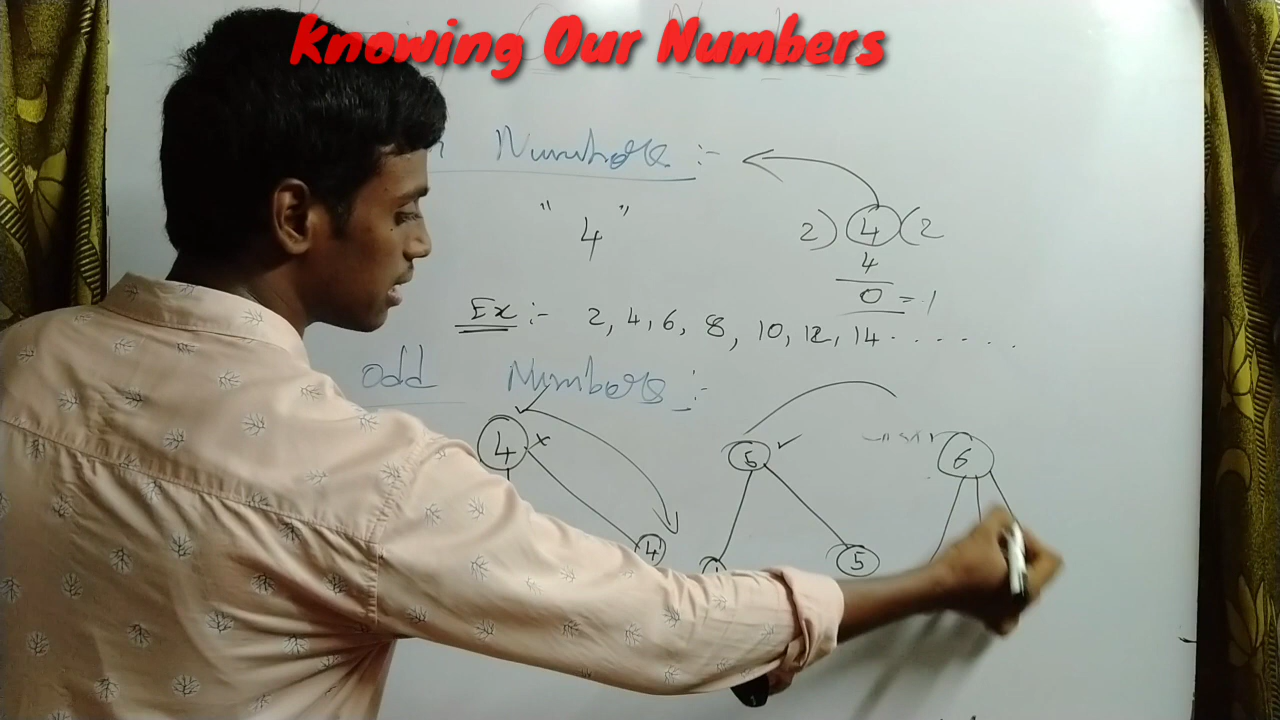 Knowing Our Numbers
n Numbers :-
" 4 "
2) 4 (2
4
0 = 1
Ex :- 2, 4, 6, 8, 10, 12, 14 . . . . . .
odd Numbers :-
4 x 5 ✓ 6
4 1 5